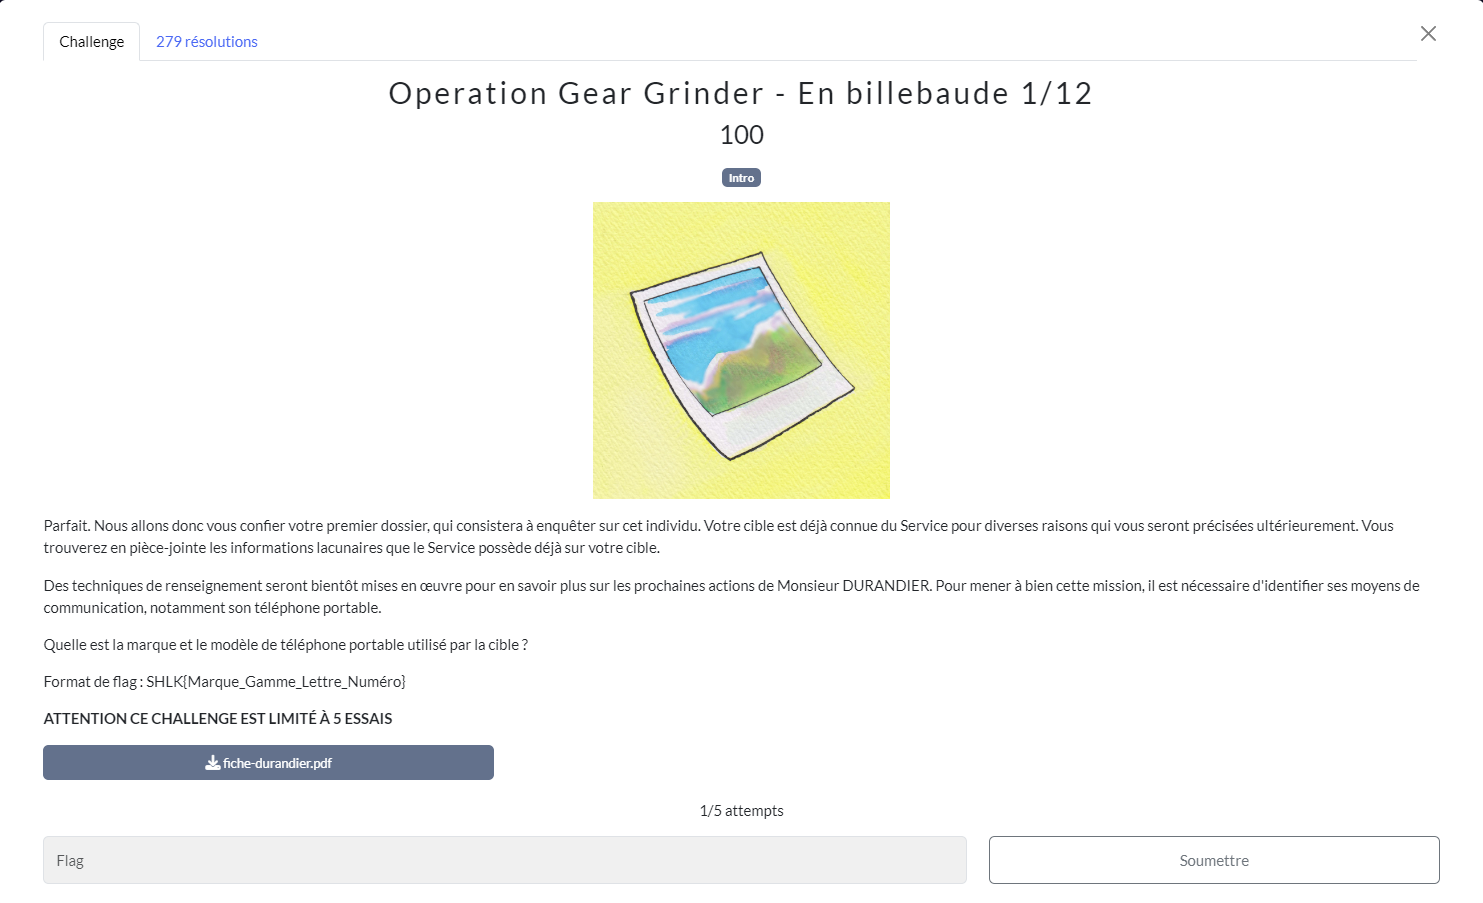 Challenge
279 résolutions
Operation Gear Grinder - En billebaude 1/12
100
Intro
Parfait. Nous allons donc vous confier votre premier dossier, qui consistera à enquêter sur cet individu. Votre cible est déjà connue du Service pour diverses raisons qui vous seront précisées ultérieurement. Vous
trouverez en pièce-jointe les informations lacunaires que le Service possède déjà sur votre cible.
Des techniques de renseignement seront bientôt mises en œuvre pour en savoir plus sur les prochaines actions de Monsieur DURANDIER. Pour mener à bien cette mission, il est nécessaire d'identifier ses moyens de
communication, notamment son téléphone portable.
Quelle est la marque et le modèle de téléphone portable utilisé par la cible ?
Format de flag : SHLK{Marque_Gamme_Lettre_Numéro}
ATTENTION CE CHALLENGE EST LIMITÉ À 5 ESSAIS
fiche-durandier.pdf
1/5 attempts
Flag
Soumettre